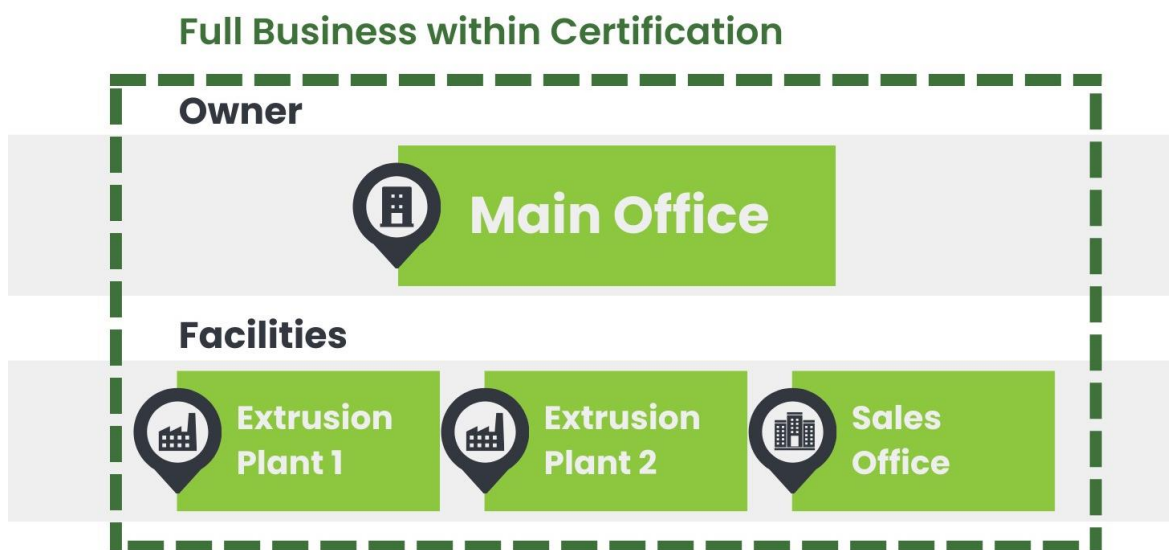 Full Business within Certification
Owner
Main Office
Facilities
Extrusion
Plant 1
Extrusion
Plant 2
Sales
Office